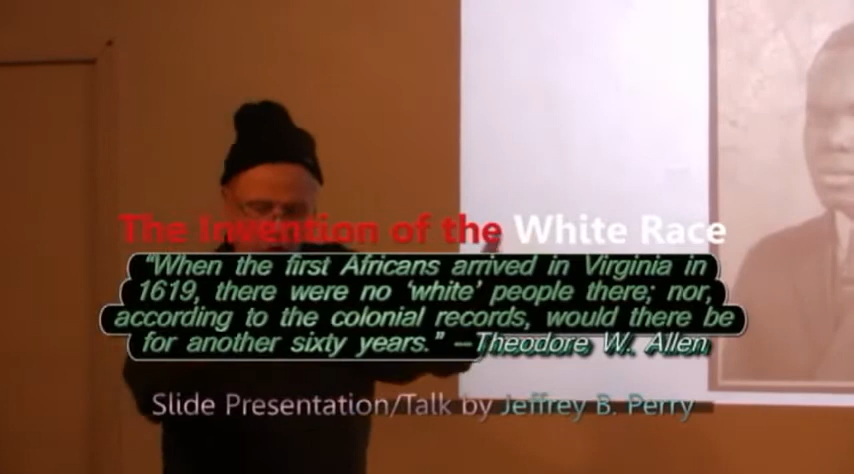 The Invention of the White Race
“When the first Africans arrived in Virginia in
1619, there were no ‘white’ people there; nor,
according to the colonial records, would there be
for another sixty years.” --Theodore W. Allen
Slide Presentation/Talk by Jeffrey B. Perry